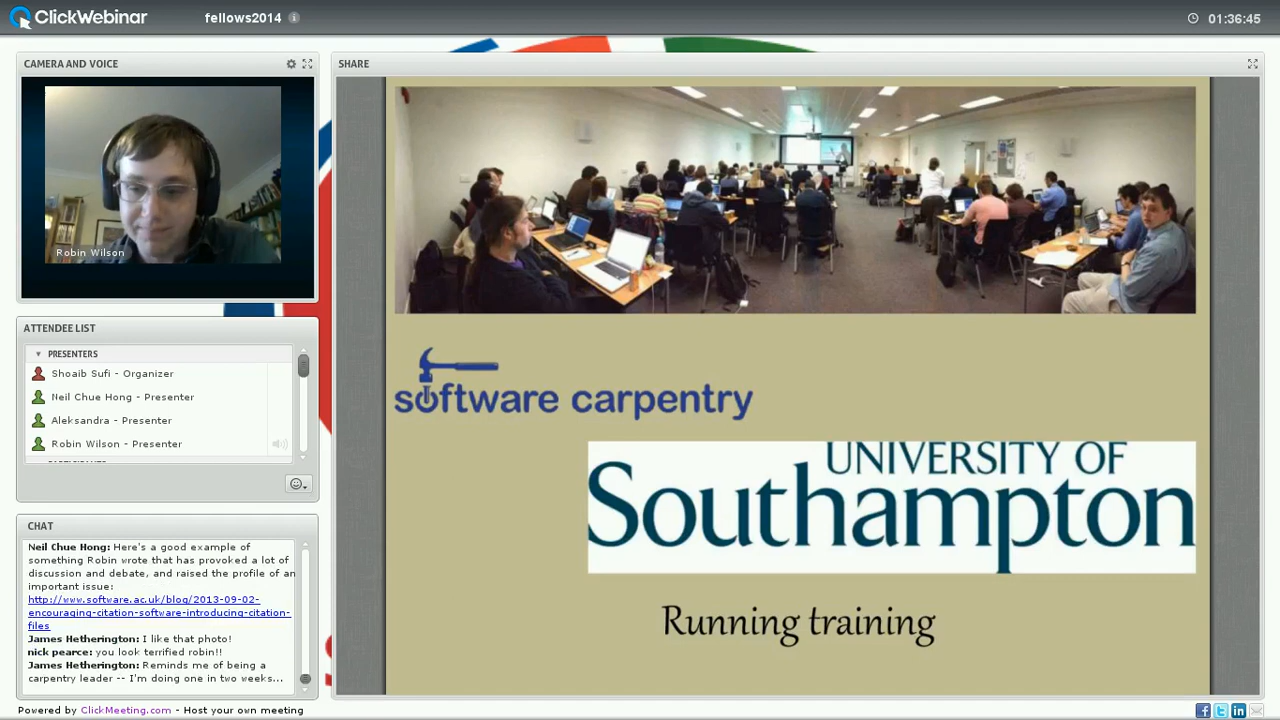 ClickWebinar
fellows2014
01:36:45
CAMERA AND VOICE
Robin Wilson
ATTENDEE LIST
PRESENTERS
Shoaib Sufi - Organizer
Neil Chue Hong - Presenter
Aleksandra - Presenter
Robin Wilson - Presenter
CHAT
Neil Chue Hong: Here's a good example of
something Robin wrote that has provoked a lot of
discussion and debate, and raised the profile of an
important issue:
http://www.software.ac.uk/blog/2013-09-02-
encouraging-citation-software-introducing-citation-
files
James Hetherington: I like that photo!
nick pearce: you look terrified robin!!
James Hetherington: Reminds me of being a
carpentry leader -- I'm doing one in two weeks...
SHARE
software carpentry
UNIVERSITY OF
Southampton
Running training
Powered by ClickMeeting.com - Host your own meeting